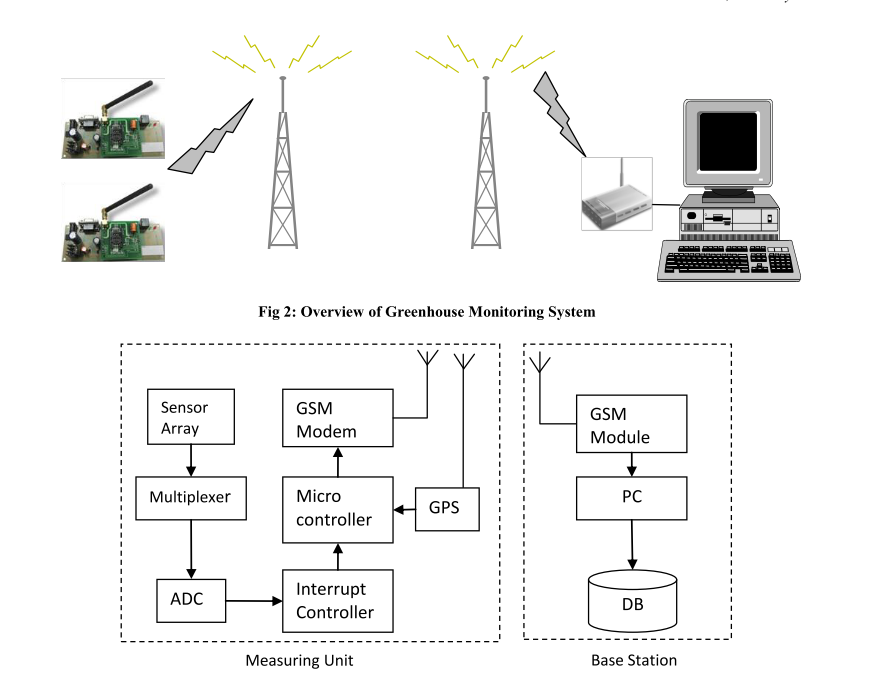 Fig 2: Overview of Greenhouse Monitoring System
Sensor
Array
Multiplexer
ADC
GSM
Modem
Micro
controller
GPS
Interrupt
Controller
Measuring Unit
GSM
Module
PC
DB
Base Station